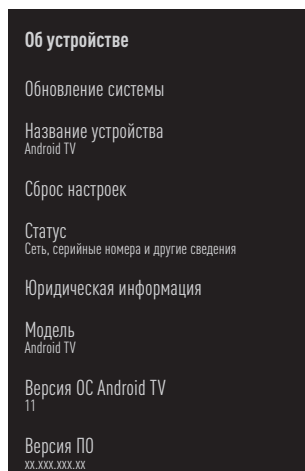 Об устройстве
Обновление системы
Название устройства
Android TV
Сброс настроек
Статус
Сеть, серийные номера и другие сведения
Юридическая информация
Модель
Android TV
Версия ОС Android TV
11
Версия ПО
xx.xxx.xxx.xx